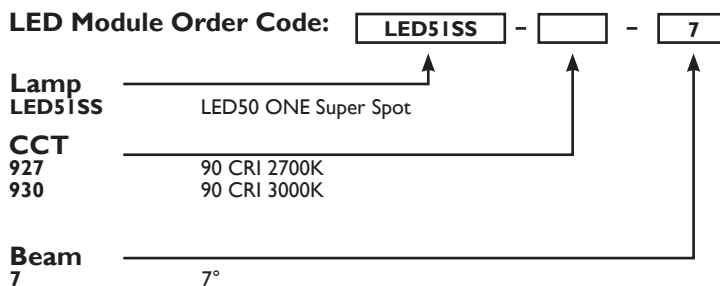 LED Module Order Code: LED51SS – – 7
Lamp
LED51SS LED50 ONE Super Spot
CCT
927 90 CRI 2700K
930 90 CRI 3000K
Beam
7 7°